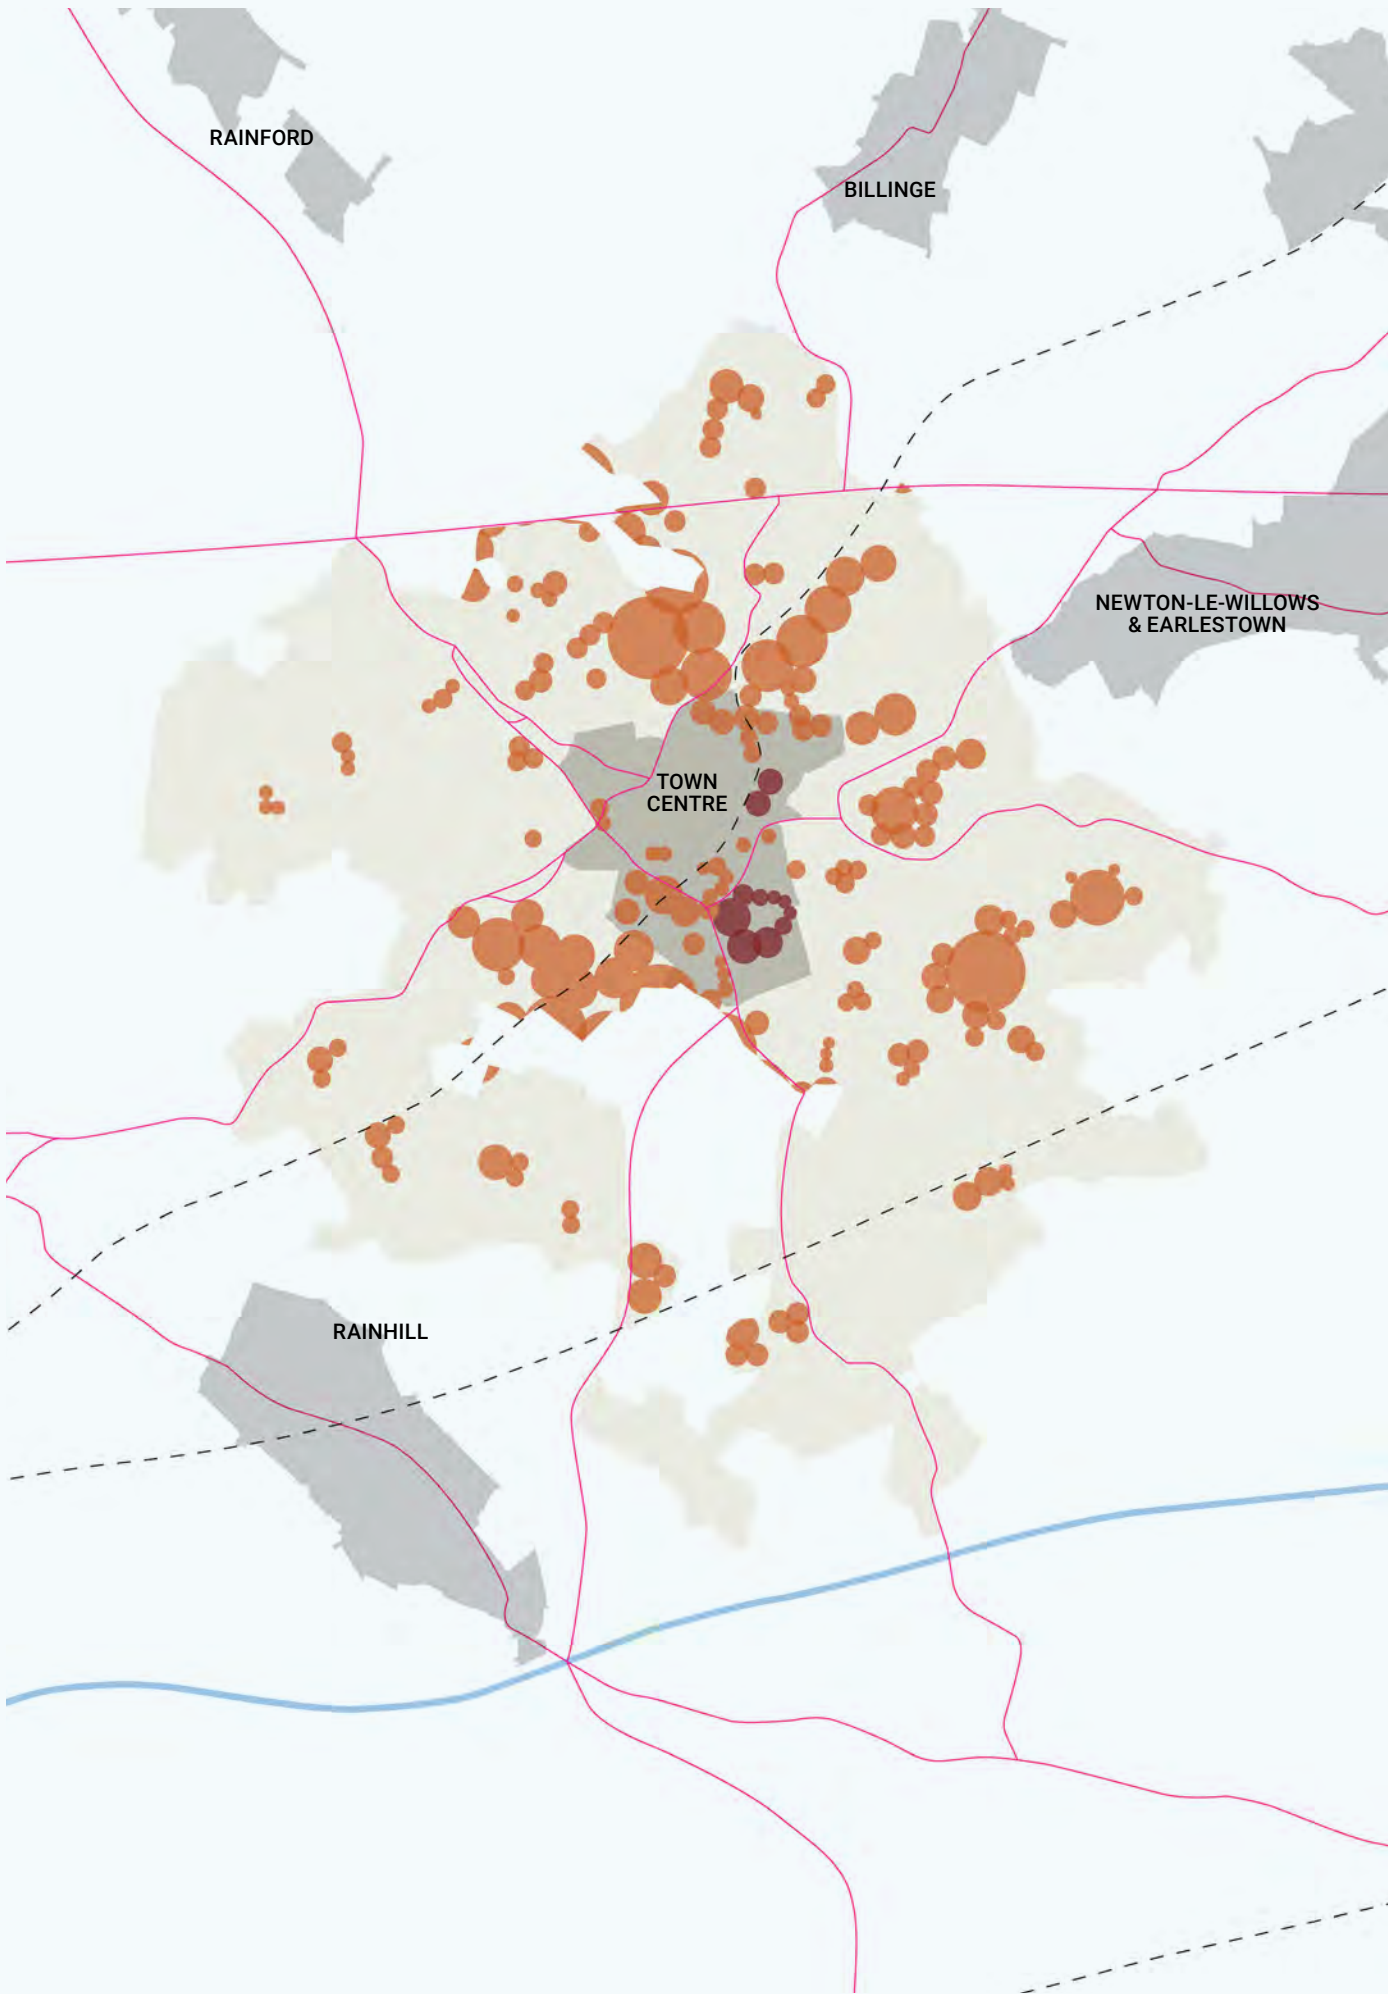 RAINFORD
BILLINGE
NEWTON-LE-WILLOWS
& EARLESTOWN
TOWN
CENTRE
RAINHILL